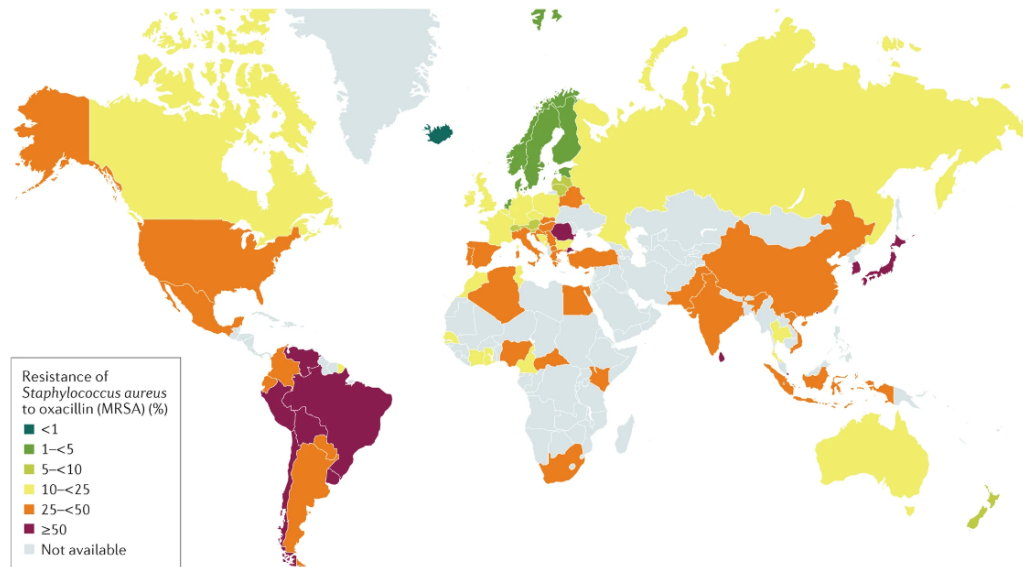 Resistance of
Staphylococcus aureus
to oxacillin (MRSA) (%)
<1
1–<5
5–<10
10–<25
25–<50
≥50
Not available